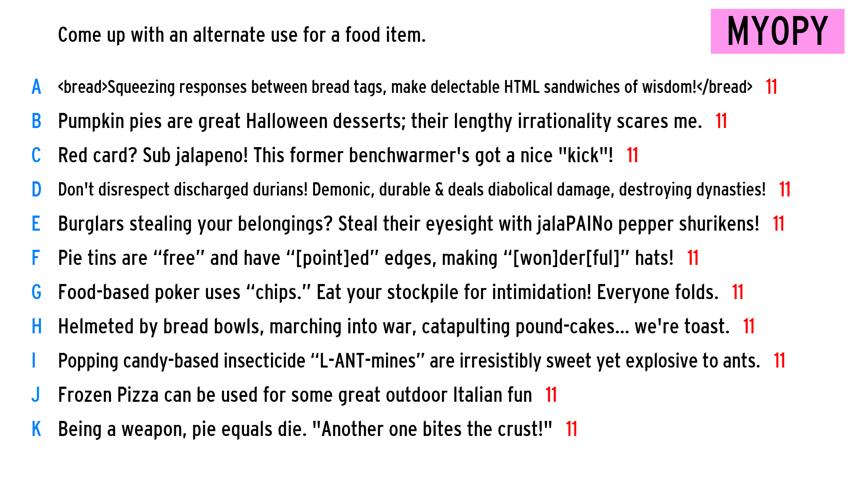 Come up with an alternate use for a food item.
MYOPY
A <bread>Squeezing responses between bread tags, make delectable HTML sandwiches of wisdom!</bread> 11
B Pumpkin pies are great Halloween desserts; their lengthy irrationality scares me. 11
C Red card? Sub jalapeno! This former benchwarmer's got a nice "kick"! 11
D Don't disrespect discharged durians! Demonic, durable & deals diabolical damage, destroying dynasties! 11
E Burglars stealing your belongings? Steal their eyesight with jalaPAINo pepper shurikens! 11
F Pie tins are “free” and have “[point]ed” edges, making “[won]der[ful]” hats! 11
G Food-based poker uses “chips.” Eat your stockpile for intimidation! Everyone folds. 11
H Helmeted by bread bowls, marching into war, catapulting pound-cakes... we're toast. 11
I Popping candy-based insecticide “L-ANT-mines” are irresistibly sweet yet explosive to ants. 11
J Frozen Pizza can be used for some great outdoor Italian fun 11
K Being a weapon, pie equals die. "Another one bites the crust!" 11